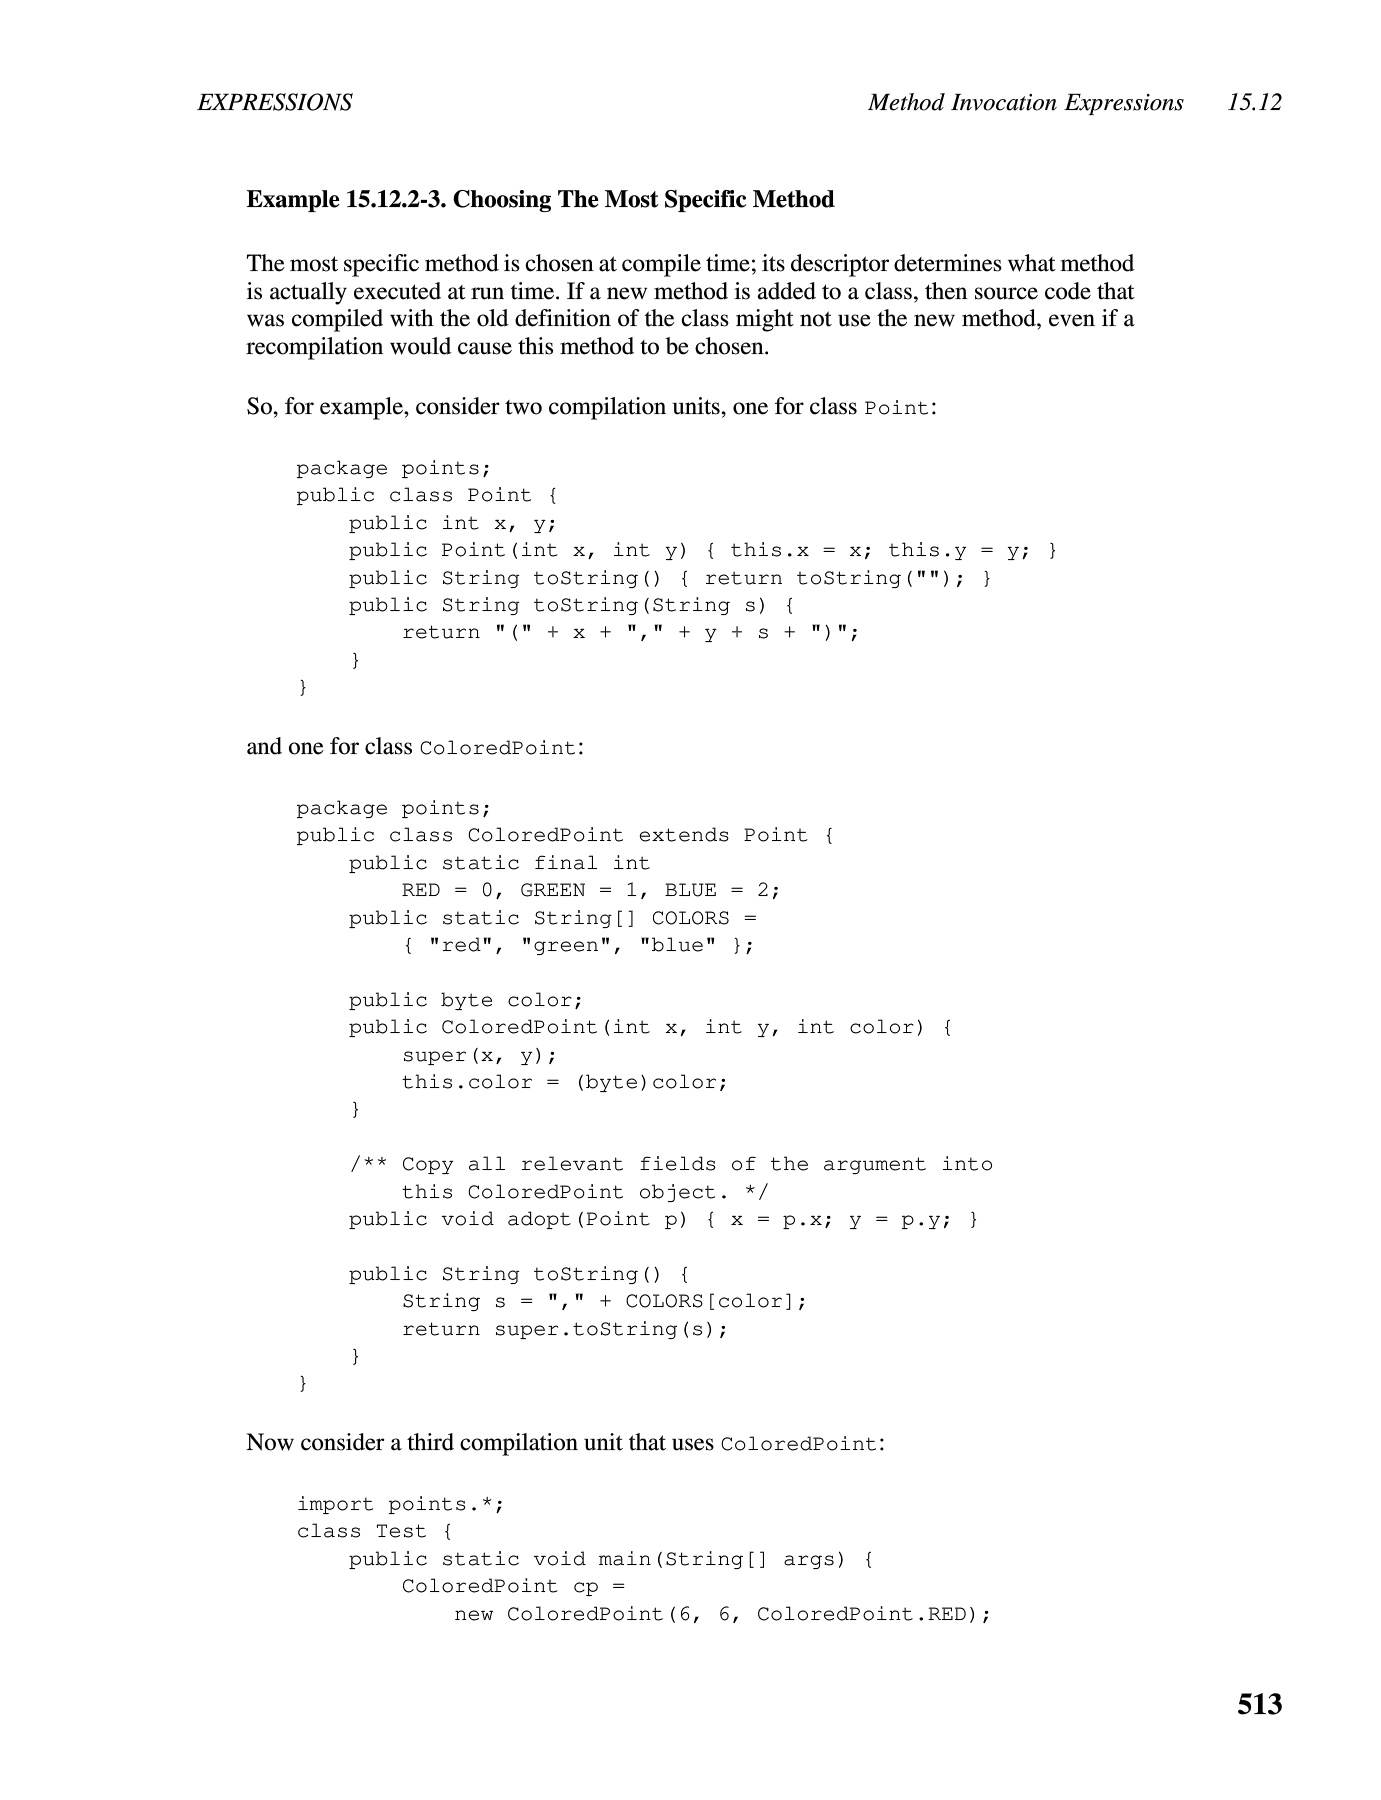 EXPRESSIONS Method Invocation Expressions 15.12
Example 15.12.2-3. Choosing The Most Specific Method
The most specific method is chosen at compile time; its descriptor determines what method
is actually executed at run time. If a new method is added to a class, then source code that
was compiled with the old definition of the class might not use the new method, even if a
recompilation would cause this method to be chosen.
So, for example, consider two compilation units, one for class Point:
package points;
public class Point {
    public int x, y;
    public Point(int x, int y) { this.x = x; this.y = y; }
    public String toString() { return toString(""); }
    public String toString(String s) {
        return "(" + x + "," + y + s + ")";
    }
}
and one for class ColoredPoint:
package points;
public class ColoredPoint extends Point {
    public static final int
        RED = 0, GREEN = 1, BLUE = 2;
    public static String[] COLORS =
        { "red", "green", "blue" };
    public byte color;
    public ColoredPoint(int x, int y, int color) {
        super(x, y);
        this.color = (byte)color;
    }
    /** Copy all relevant fields of the argument into
        this ColoredPoint object. */
    public void adopt(Point p) { x = p.x; y = p.y; }
    public String toString() {
        String s = "," + COLORS[color];
        return super.toString(s);
    }
}
Now consider a third compilation unit that uses ColoredPoint:
import points.*;
class Test {
    public static void main(String[] args) {
        ColoredPoint cp =
            new ColoredPoint(6, 6, ColoredPoint.RED);
513